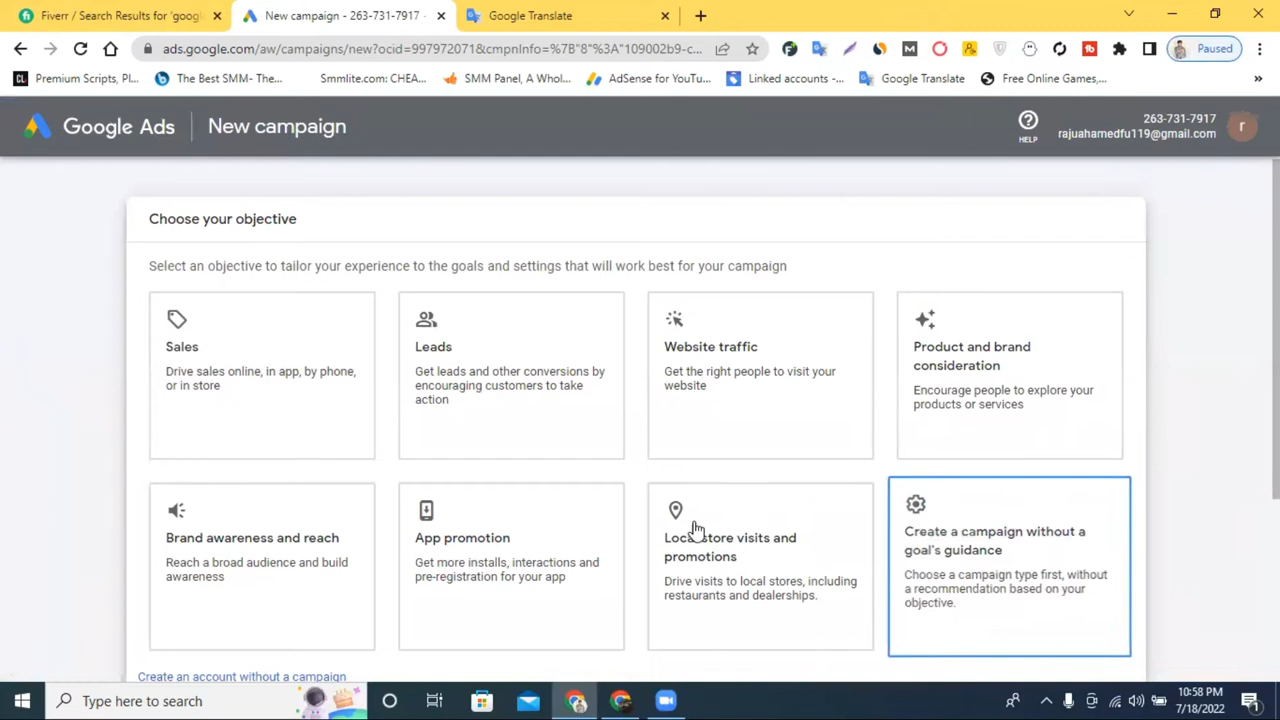 Fiverr / Search Results for 'goog
New campaign - 263-731-7917 -
Google Translate
ads.google.com/aw/campaigns/new?ocid=997972071&cmpnInfo=%7B"8"%3A"109002b9-c...
Paused
Premium Scripts, Pl...
The Best SMM- The...
Smmlite.com: CHEA...
SMM Panel, A Whol...
AdSense for YouTu...
Linked accounts -...
Google Translate
Free Online Games,...
»
Google Ads
New campaign
HELP
263-731-7917
rajuahamedfu119@gmail.com
r
Choose your objective
Select an objective to tailor your experience to the goals and settings that will work best for your campaign
Sales
Drive sales online, in app, by phone,
or in store
Leads
Get leads and other conversions by
encouraging customers to take
action
Website traffic
Get the right people to visit your
website
Product and brand
consideration
Encourage people to explore your
products or services
Brand awareness and reach
Reach a broad audience and build
awareness
App promotion
Get more installs, interactions and
pre-registration for your app
Local store visits and
promotions
Drive visits to local stores, including
restaurants and dealerships.
Create a campaign without a
goal's guidance
Choose a campaign type first, without
a recommendation based on your
objective.
Create an account without a campaign
Type here to search
10:58 PM
7/18/2022
1